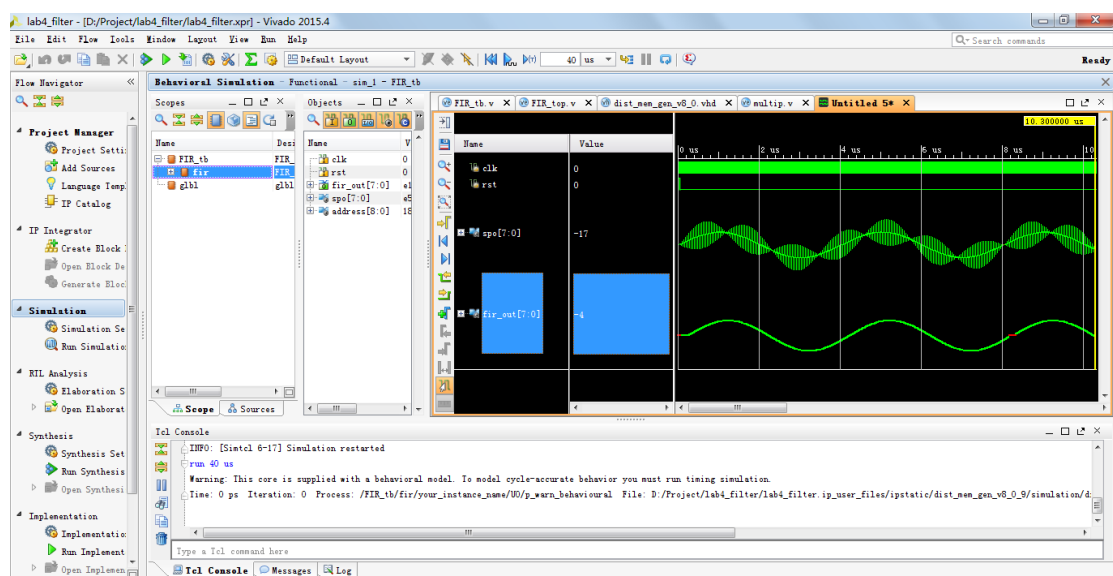 lab4_filter - [D:/Project/lab4_filter/lab4_filter.xpr] - Vivado 2015.4
File Edit Flow Tools Window Layout View Run Help
Search commands
Default Layout
40 us
Ready
Flow Navigator
Behavioral Simulation - Functional - sim_1 - FIR_tb
Project Manager
Project Setti
Add Sources
Language Temp
IP Catalog
IP Integrator
Create Block
Open Block De
Generate Bloc
Simulation
Simulation Se
Run Simulatio
RIL Analysis
Elaboration S
Open Elaborat
Synthesis
Synthesis Set
Run Synthesis
Open Synthesi
Implementation
Implementatio
Run Implement
Open Implemen
Scopes
Name Desi
FIR_tb FIR_
fir FIR_
glbl glbl
Scope Sources
Objects
Name V
clk 0
rst 0
fir_out[7:0] e1
spo[7:0] e5
address[8:0] 18
FIR_tb.v FIR_top.v dist_mem_gen_v8_0.vhd multip.v Untitled 5*
10.300000 us
Name Value
0 us 2 us 4 us 6 us 8 us 10
clk 0
rst 0
spo[7:0] -17
fir_out[7:0] -4
Tcl Console
INFO: [Simtcl 6-17] Simulation restarted
run 40 us
Warning: This core is supplied with a behavioral model. To model cycle-accurate behavior you must run timing simulation.
Time: 0 ps Iteration: 0 Process: /FIR_tb/fir/your_instance_name/U0/p_warn_behavioural File: D:/Project/lab4_filter/lab4_filter.ip_user_files/ipstatic/dist_mem_gen_v8_0_9/simulation/d
Type a Tcl command here
Tcl Console Messages Log